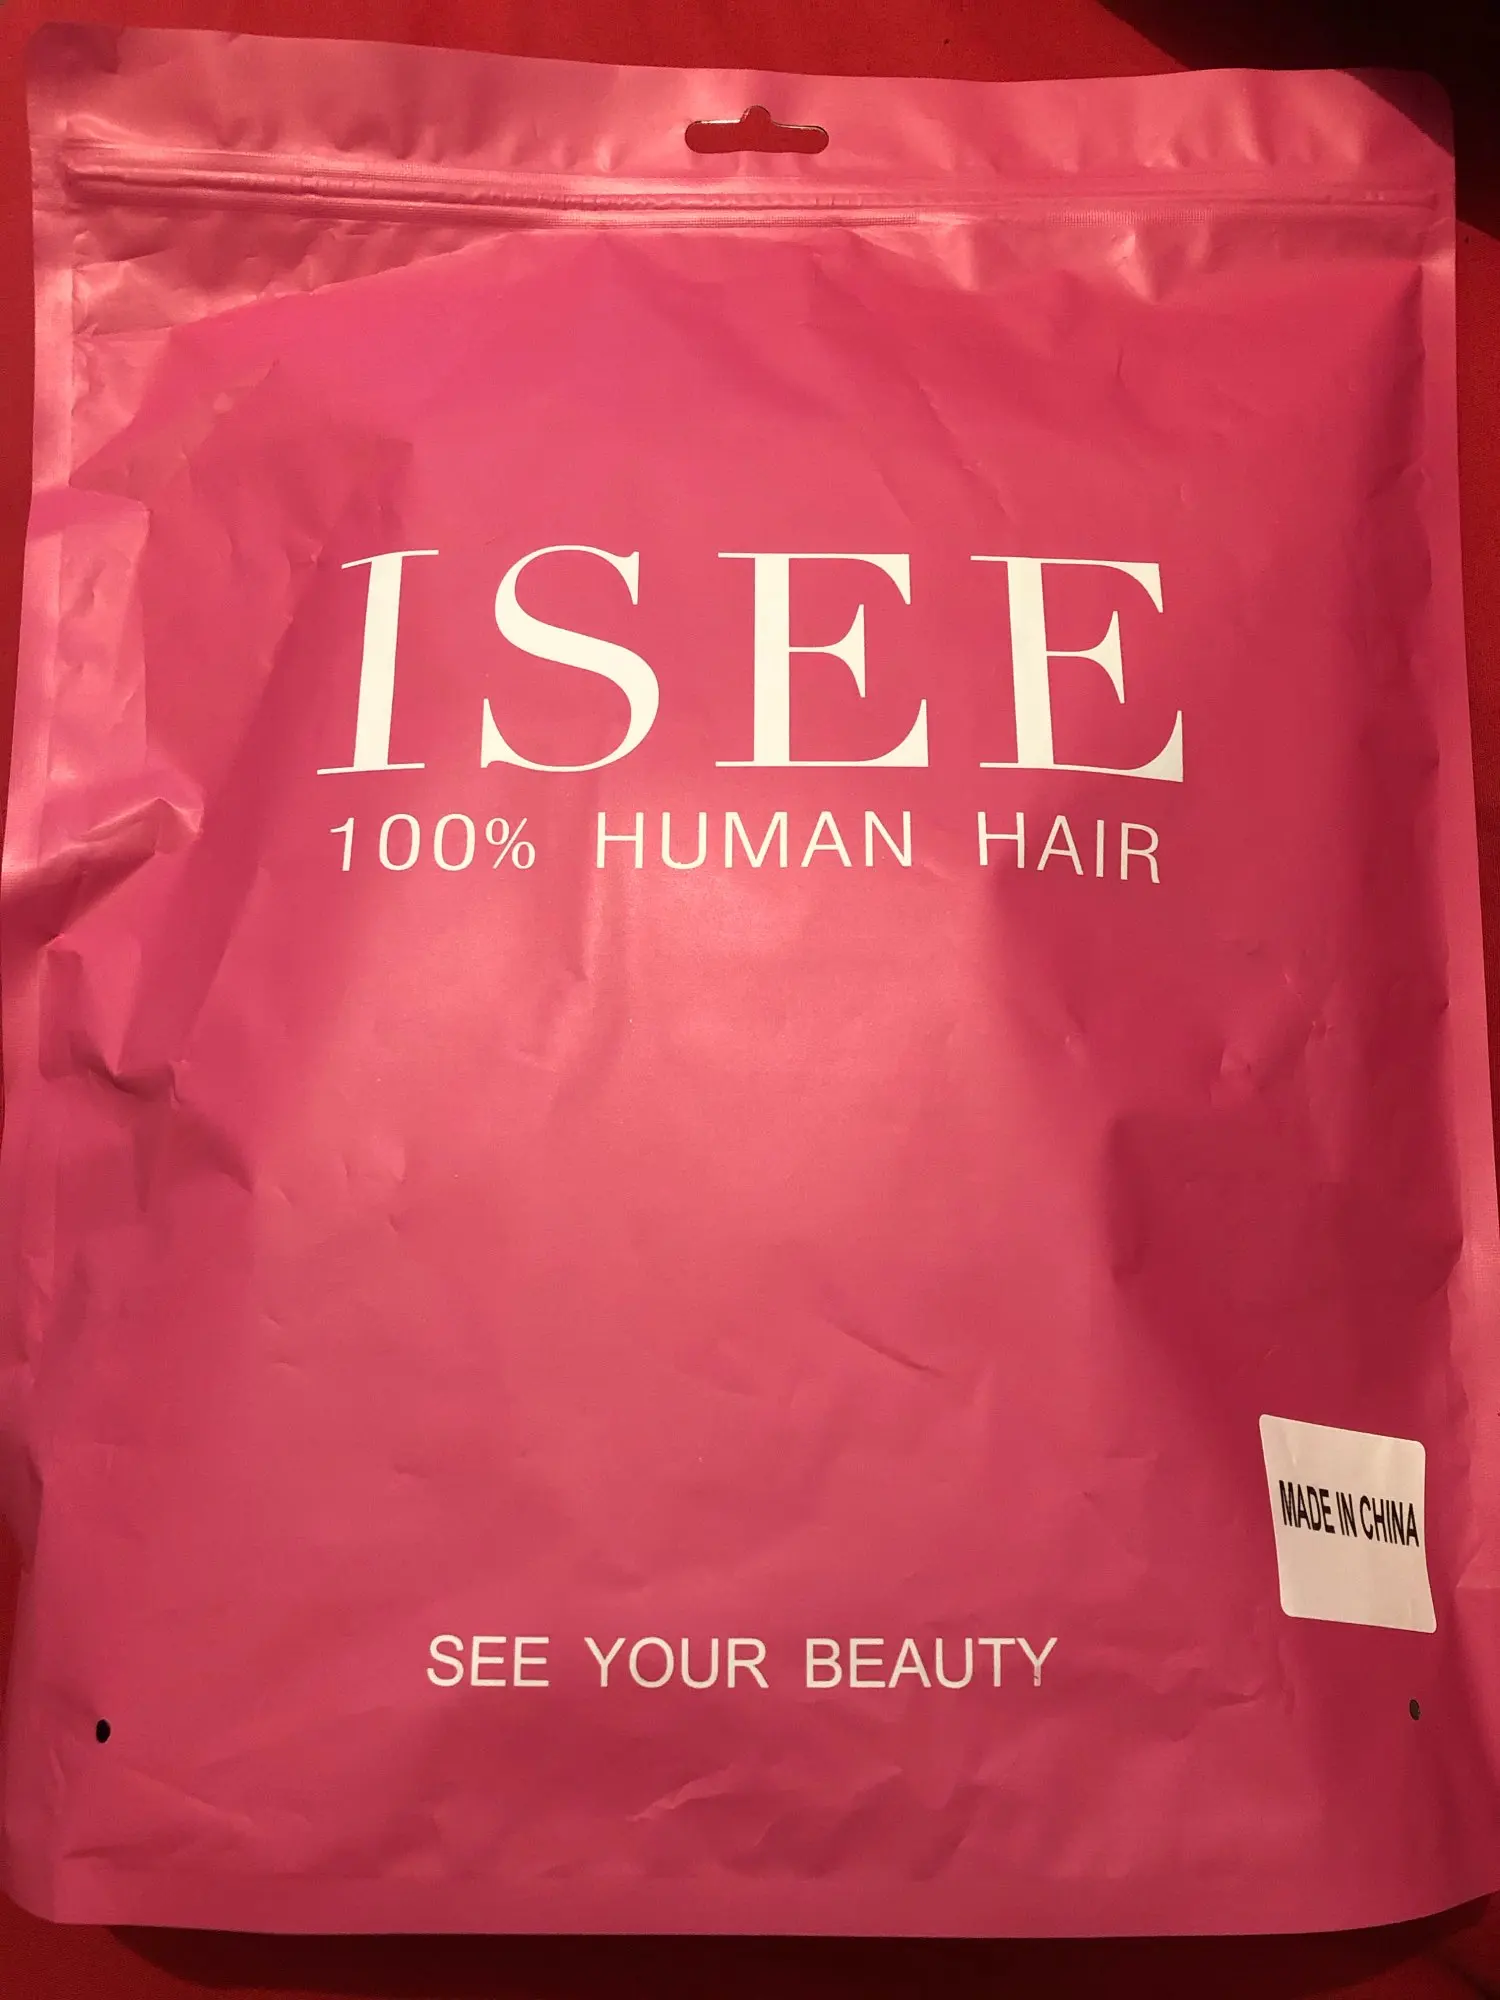 ISEE
100% HUMAN HAIR
MADE IN CHINA
SEE YOUR BEAUTY